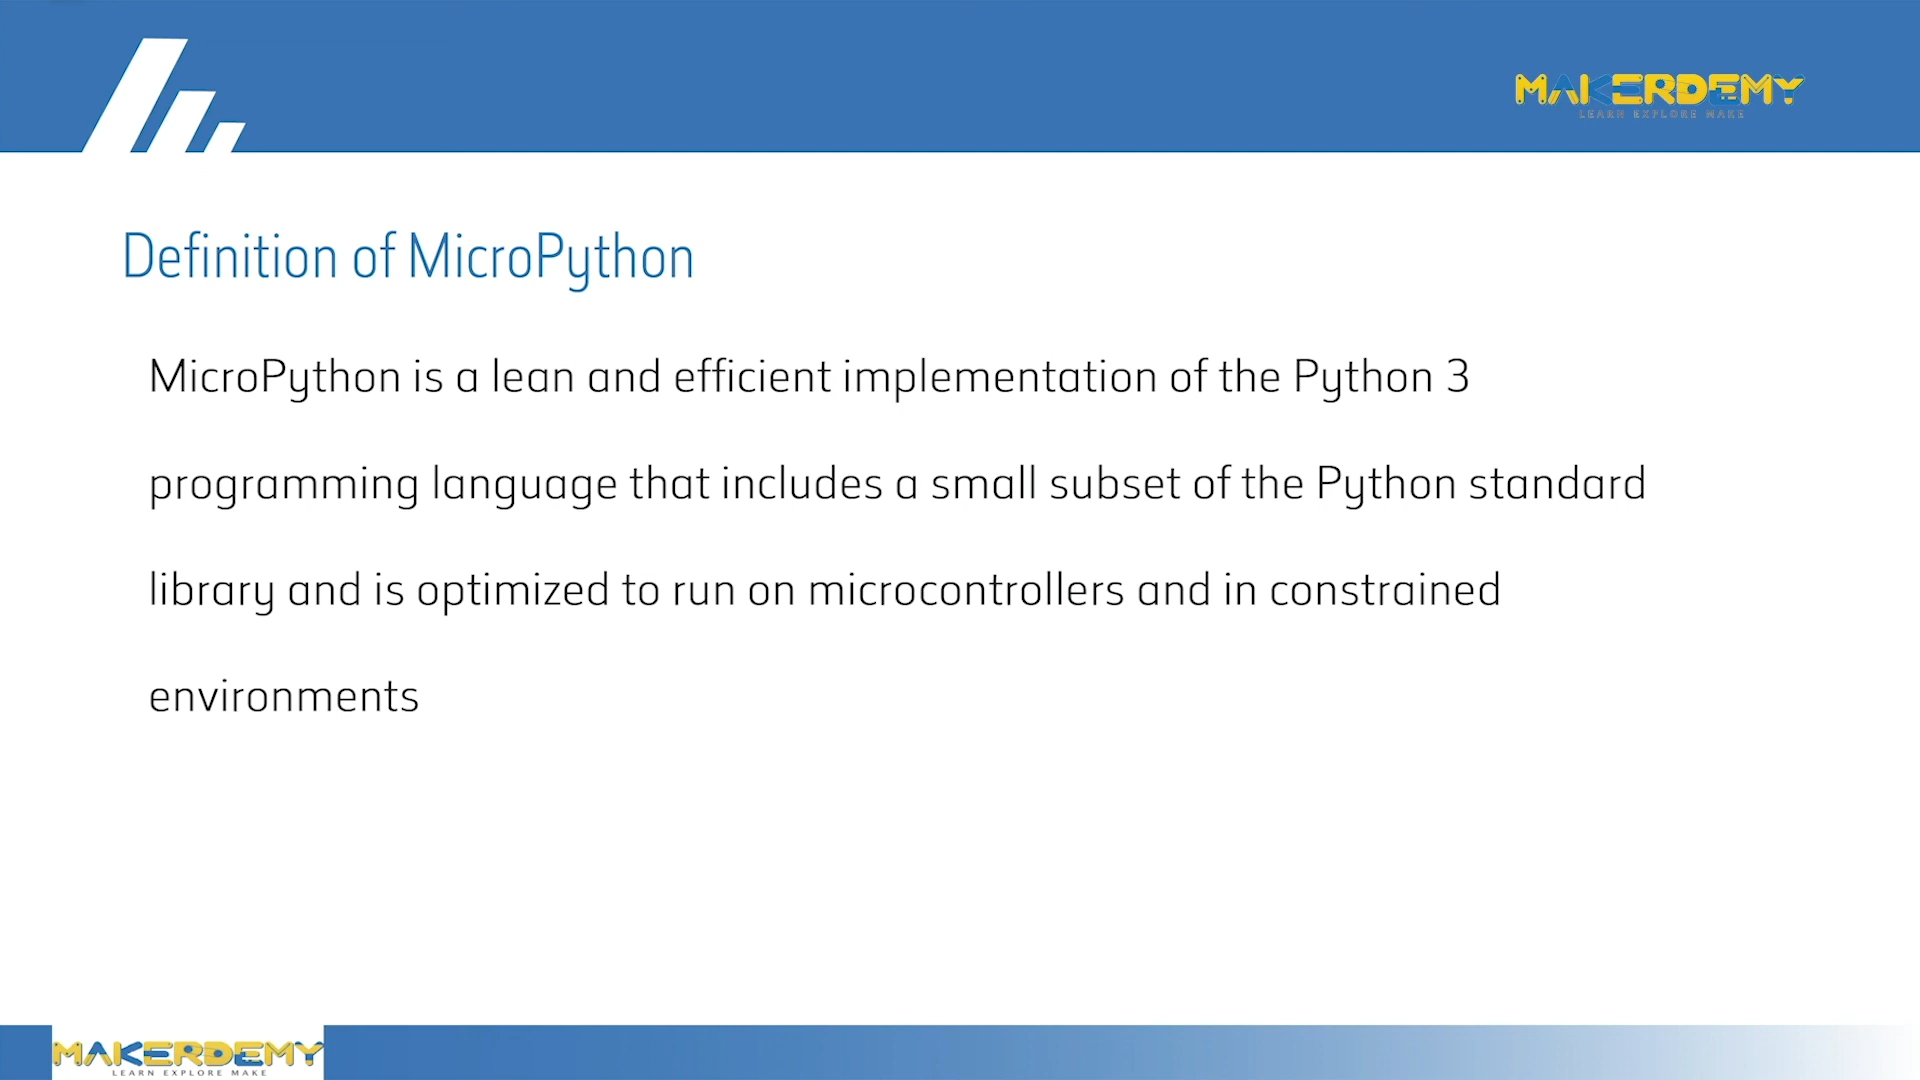 MAKERDEMY
LEARN EXPLORE MAKE
Definition of MicroPython
MicroPython is a lean and efficient implementation of the Python 3
programming language that includes a small subset of the Python standard
library and is optimized to run on microcontrollers and in constrained
environments
MAKERDEMY
LEARN EXPLORE MAKE